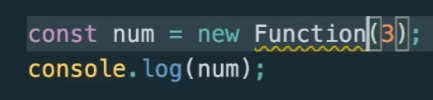 const num = new Function(3);
console.log(num);